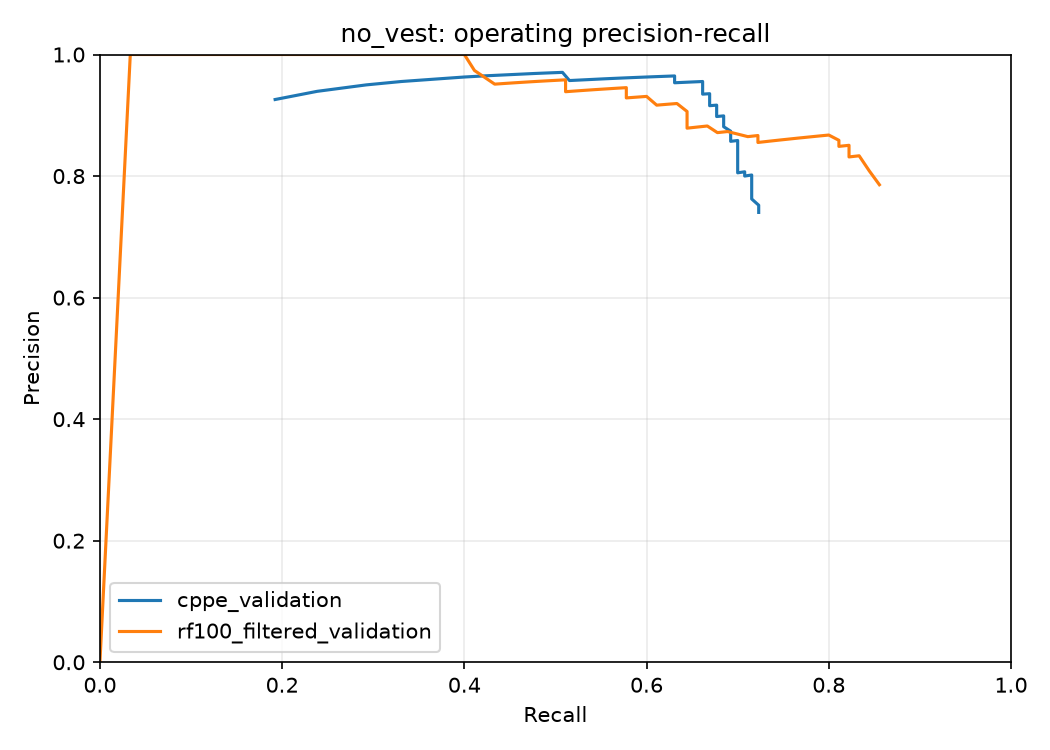 no_vest: operating precision-recall
1.0
0.8
0.6
0.4
0.2
0.0
Precision
cppe_validation
rf100_filtered_validation
0.0 0.2 0.4 0.6 0.8 1.0
Recall